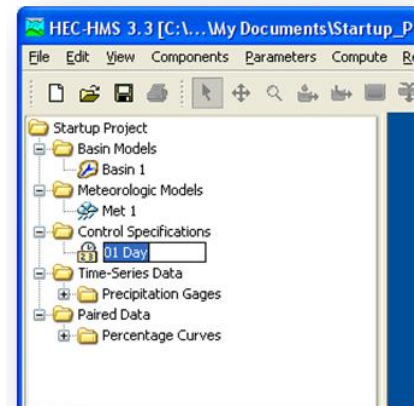 HEC-HMS 3.3 [C:\...\My Documents\Startup_P
File Edit View Components Parameters Compute Re
Startup Project
Basin Models
Basin 1
Meteorologic Models
Met 1
Control Specifications
01 Day
Time-Series Data
Precipitation Gages
Paired Data
Percentage Curves